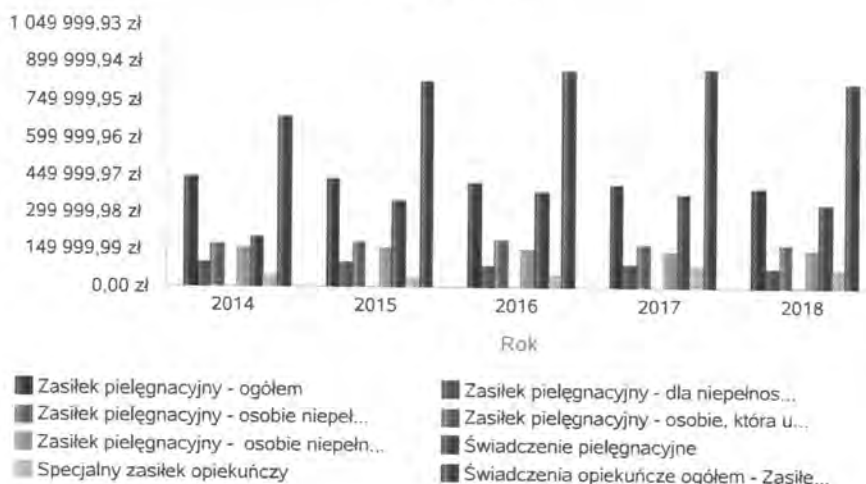 1 049 999,93 zł
899 999,94 zł
749 999,95 zł
599 999,96 zł
449 999,97 zł
299 999,98 zł
149 999,99 zł
0,00 zł
2014 2015 2016 2017 2018
Rok
Zasiłek pielęgnacyjny - ogółem
Zasiłek pielęgnacyjny - dla niepełnos...
Zasiłek pielęgnacyjny - osobie niepeł...
Zasiłek pielęgnacyjny - osobie, która u...
Zasiłek pielęgnacyjny - osobie niepełn...
Świadczenie pielęgnacyjne
Specjalny zasiłek opiekuńczy
Świadczenia opiekuńcze ogółem - Zasiłe...